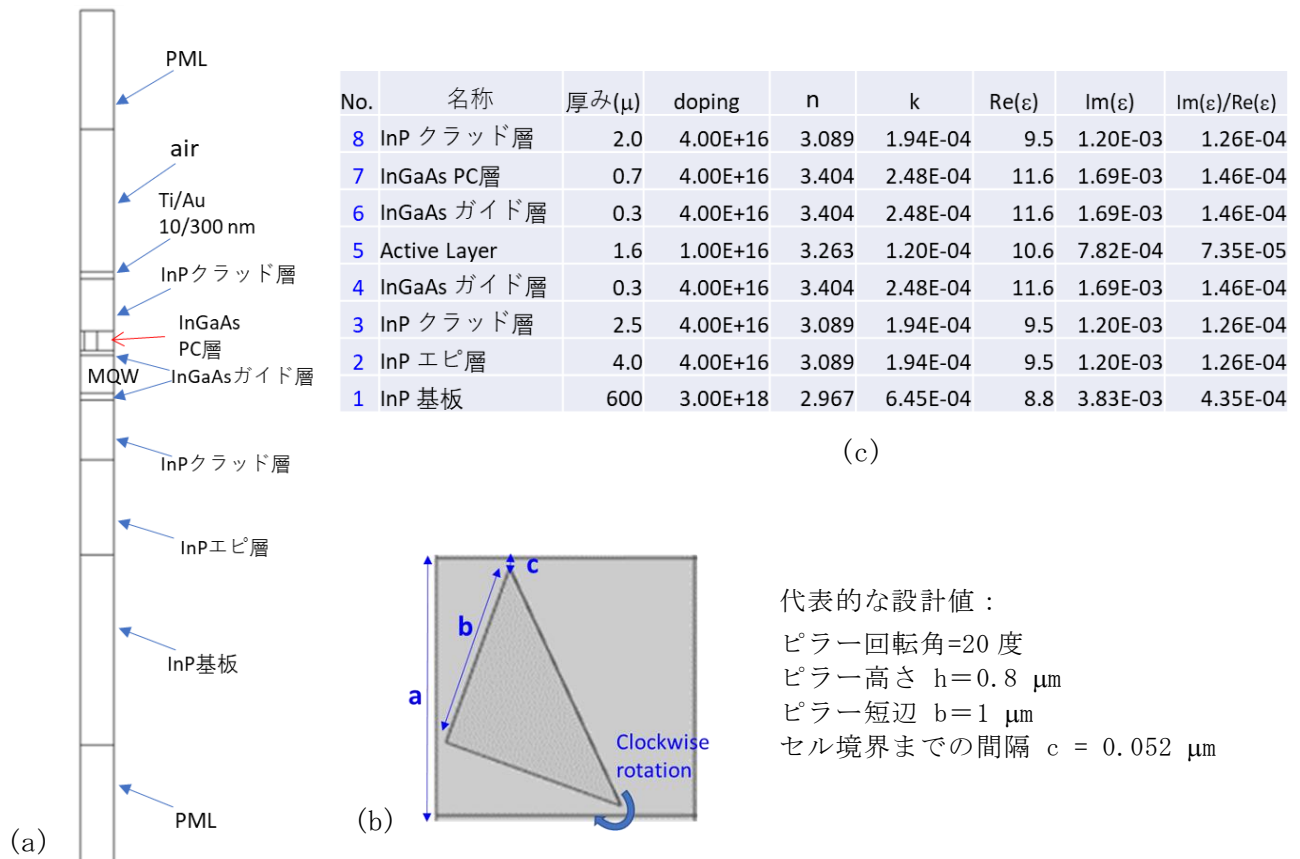 PML
air
Ti/Au
10/300 nm
InPクラッド層
InGaAs
PC層
MQW
InGaAsガイド層
InPクラッド層
InPエピ層
InP基板
PML
(a)
No. 名称 厚み(μ) doping n k Re(ε) Im(ε) Im(ε)/Re(ε)
8 InP クラッド層 2.0 4.00E+16 3.089 1.94E-04 9.5 1.20E-03 1.26E-04
7 InGaAs PC層 0.7 4.00E+16 3.404 2.48E-04 11.6 1.69E-03 1.46E-04
6 InGaAs ガイド層 0.3 4.00E+16 3.404 2.48E-04 11.6 1.69E-03 1.46E-04
5 Active Layer 1.6 1.00E+16 3.263 1.20E-04 10.6 7.82E-04 7.35E-05
4 InGaAs ガイド層 0.3 4.00E+16 3.404 2.48E-04 11.6 1.69E-03 1.46E-04
3 InP クラッド層 2.5 4.00E+16 3.089 1.94E-04 9.5 1.20E-03 1.26E-04
2 InP エピ層 4.0 4.00E+16 3.089 1.94E-04 9.5 1.20E-03 1.26E-04
1 InP 基板 600 3.00E+18 2.967 6.45E-04 8.8 3.83E-03 4.35E-04
(c)
c
b
a
Clockwise
rotation
(b)
代表的な設計値：
ピラー回転角=20 度
ピラー高さ h＝0.8 μm
ピラー短辺 b＝1 μm
セル境界までの間隔 c = 0.052 μm